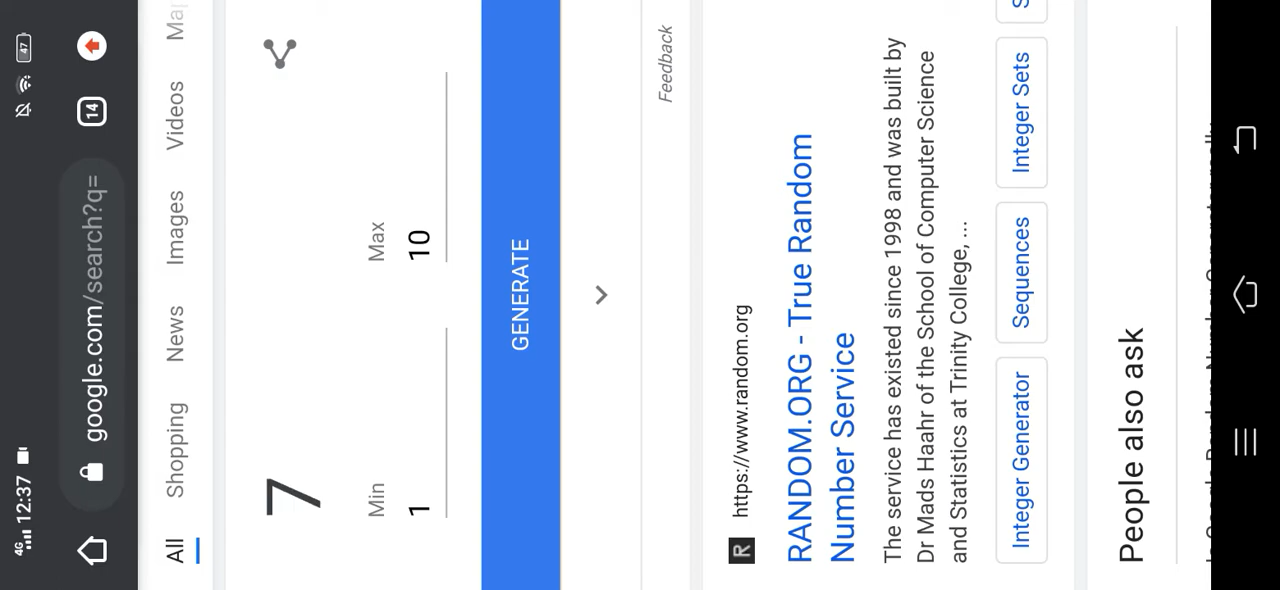 4G 12:37 47
google.com/search?q= 14
All Shopping News Images Videos Ma
7
Min Max
1 10
GENERATE
Feedback
R https://www.random.org
RANDOM.ORG - True Random
Number Service
The service has existed since 1998 and was built by
Dr Mads Haahr of the School of Computer Science
and Statistics at Trinity College, ...
Integer Generator Sequences Integer Sets S
People also ask